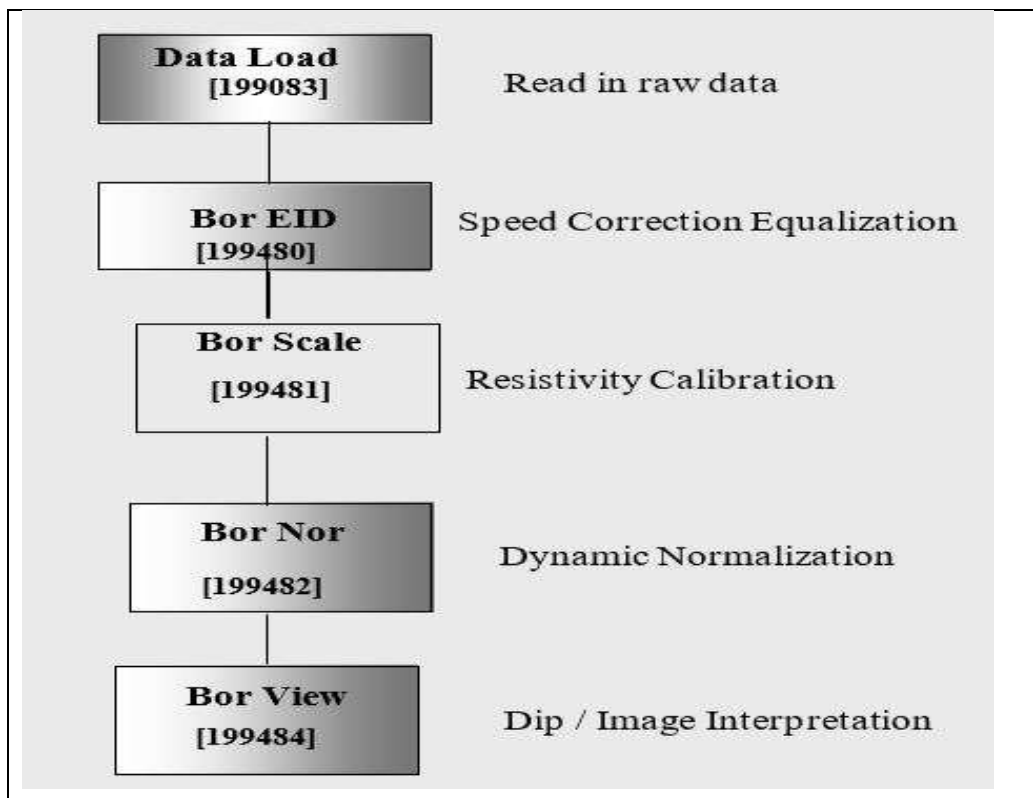 Data Load
[199083]
Read in raw data
Bor EID
[199480]
Speed Correction Equalization
Bor Scale
[199481]
Resistivity Calibration
Bor Nor
[199482]
Dynamic Normalization
Bor View
[199484]
Dip / Image Interpretation